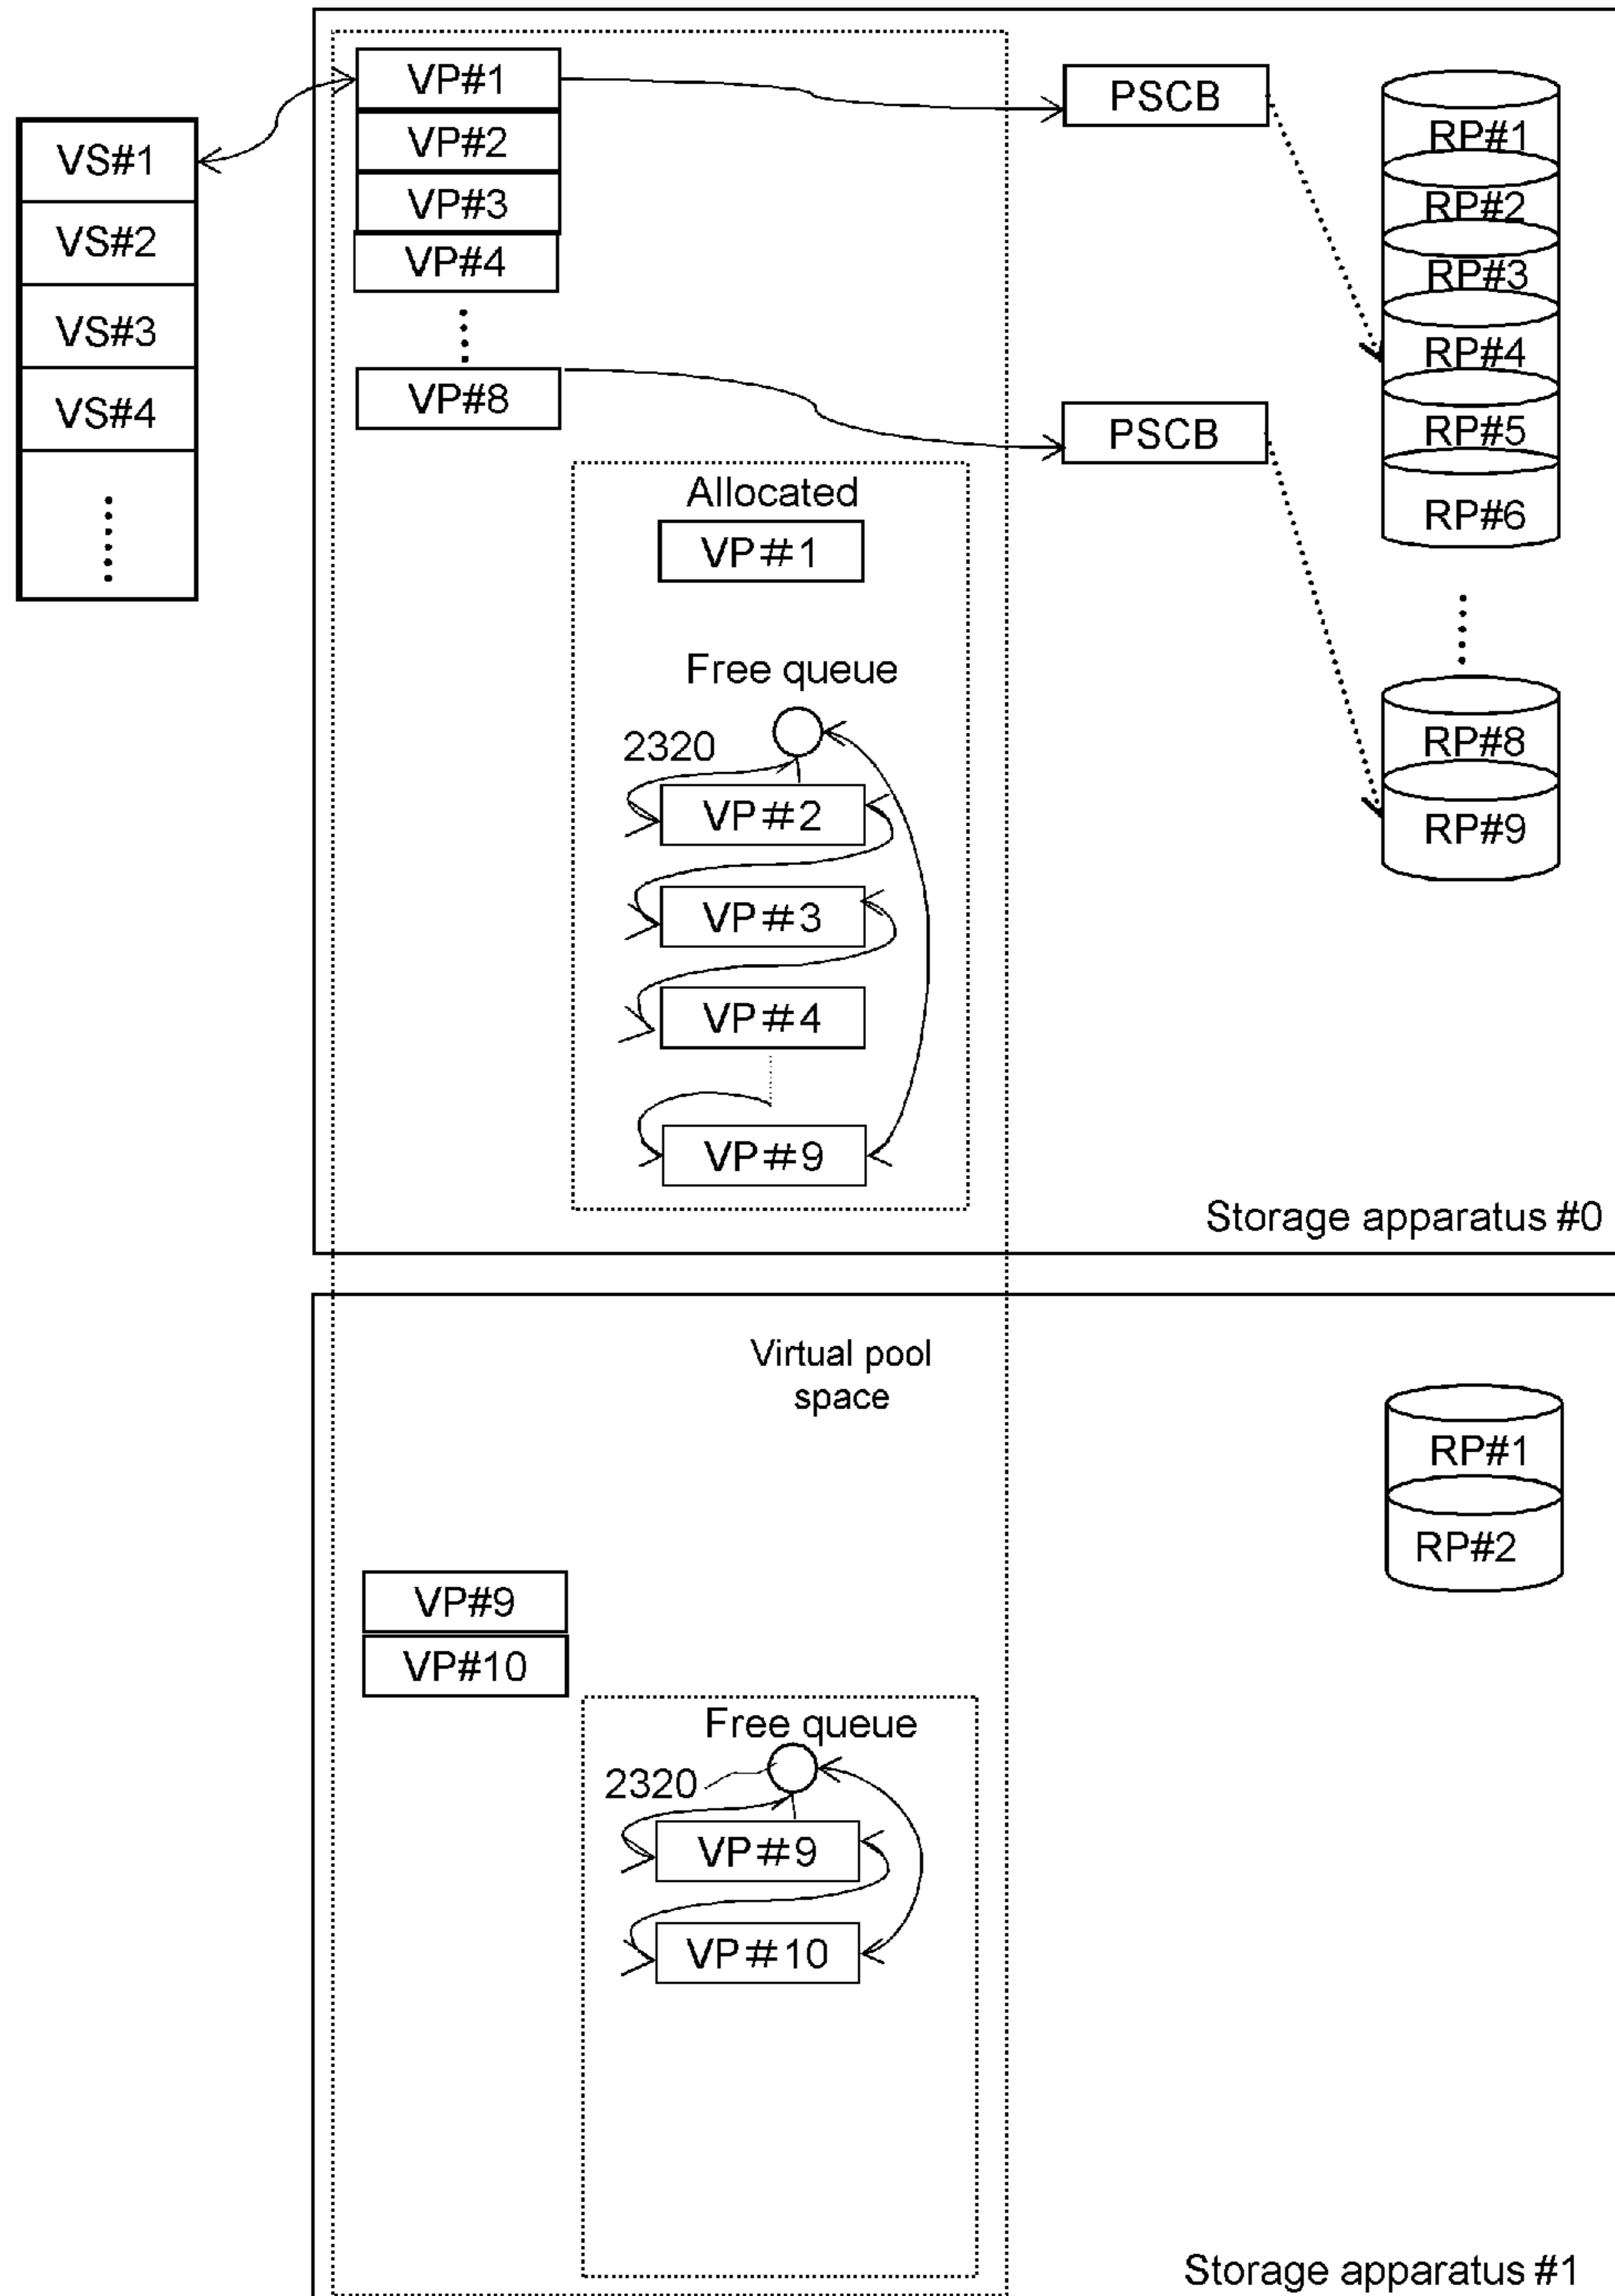 VS#1
VS#2
VS#3
VS#4
VP#1
VP#2
VP#3
VP#4
VP#8
PSCB
PSCB
RP#1
RP#2
RP#3
RP#4
RP#5
RP#6
RP#8
RP#9
Allocated
VP#1
Free queue
2320
VP#2
VP#3
VP#4
VP#9
Storage apparatus #0
Virtual pool
space
RP#1
RP#2
VP#9
VP#10
Free queue
2320
VP#9
VP#10
Storage apparatus #1